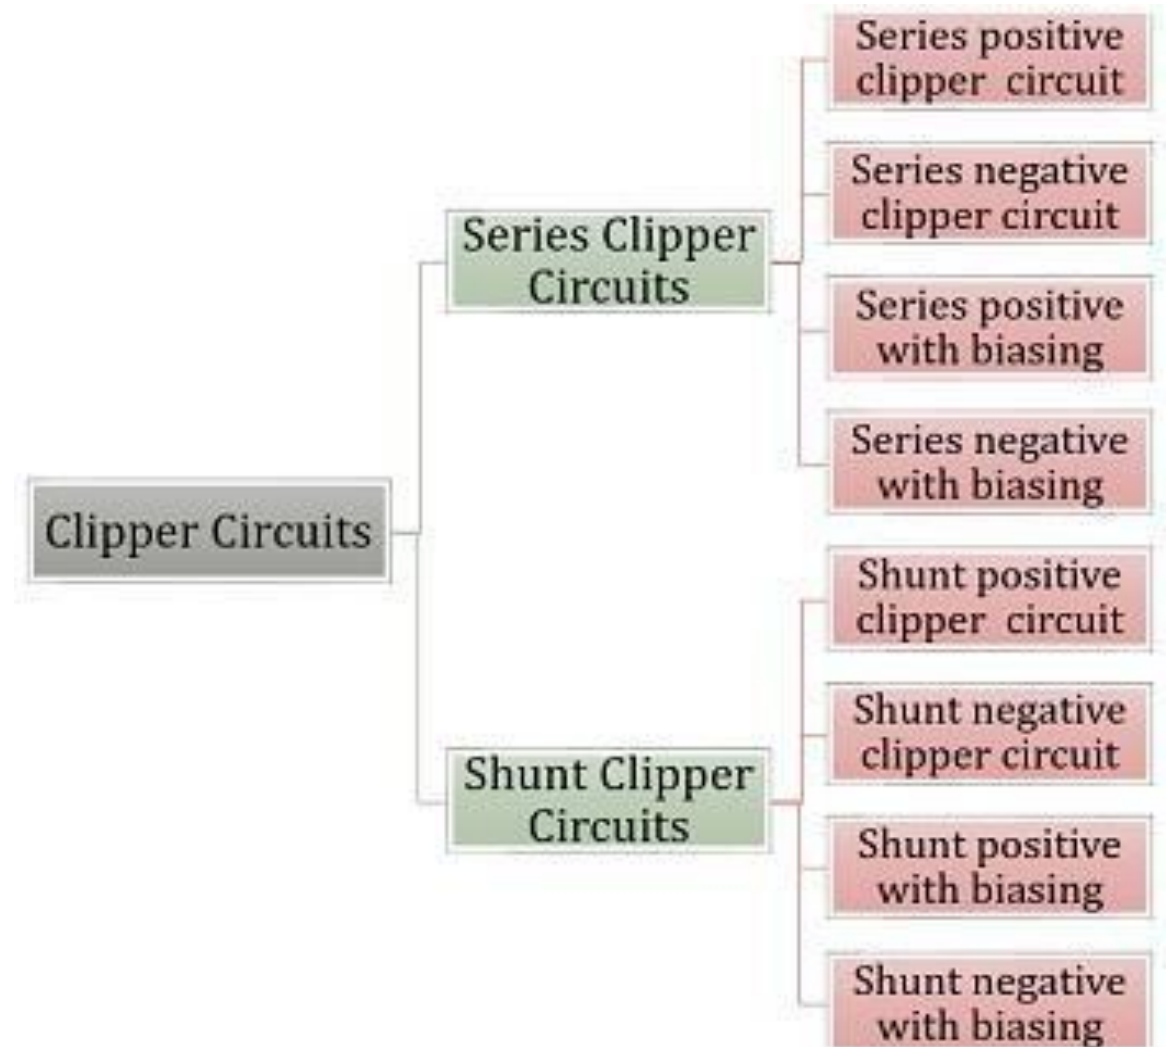 Series positive
clipper circuit
Series negative
clipper circuit
Series Clipper
Circuits
Series positive
with biasing
Series negative
with biasing
Clipper Circuits
Shunt positive
clipper circuit
Shunt negative
clipper circuit
Shunt Clipper
Circuits
Shunt positive
with biasing
Shunt negative
with biasing